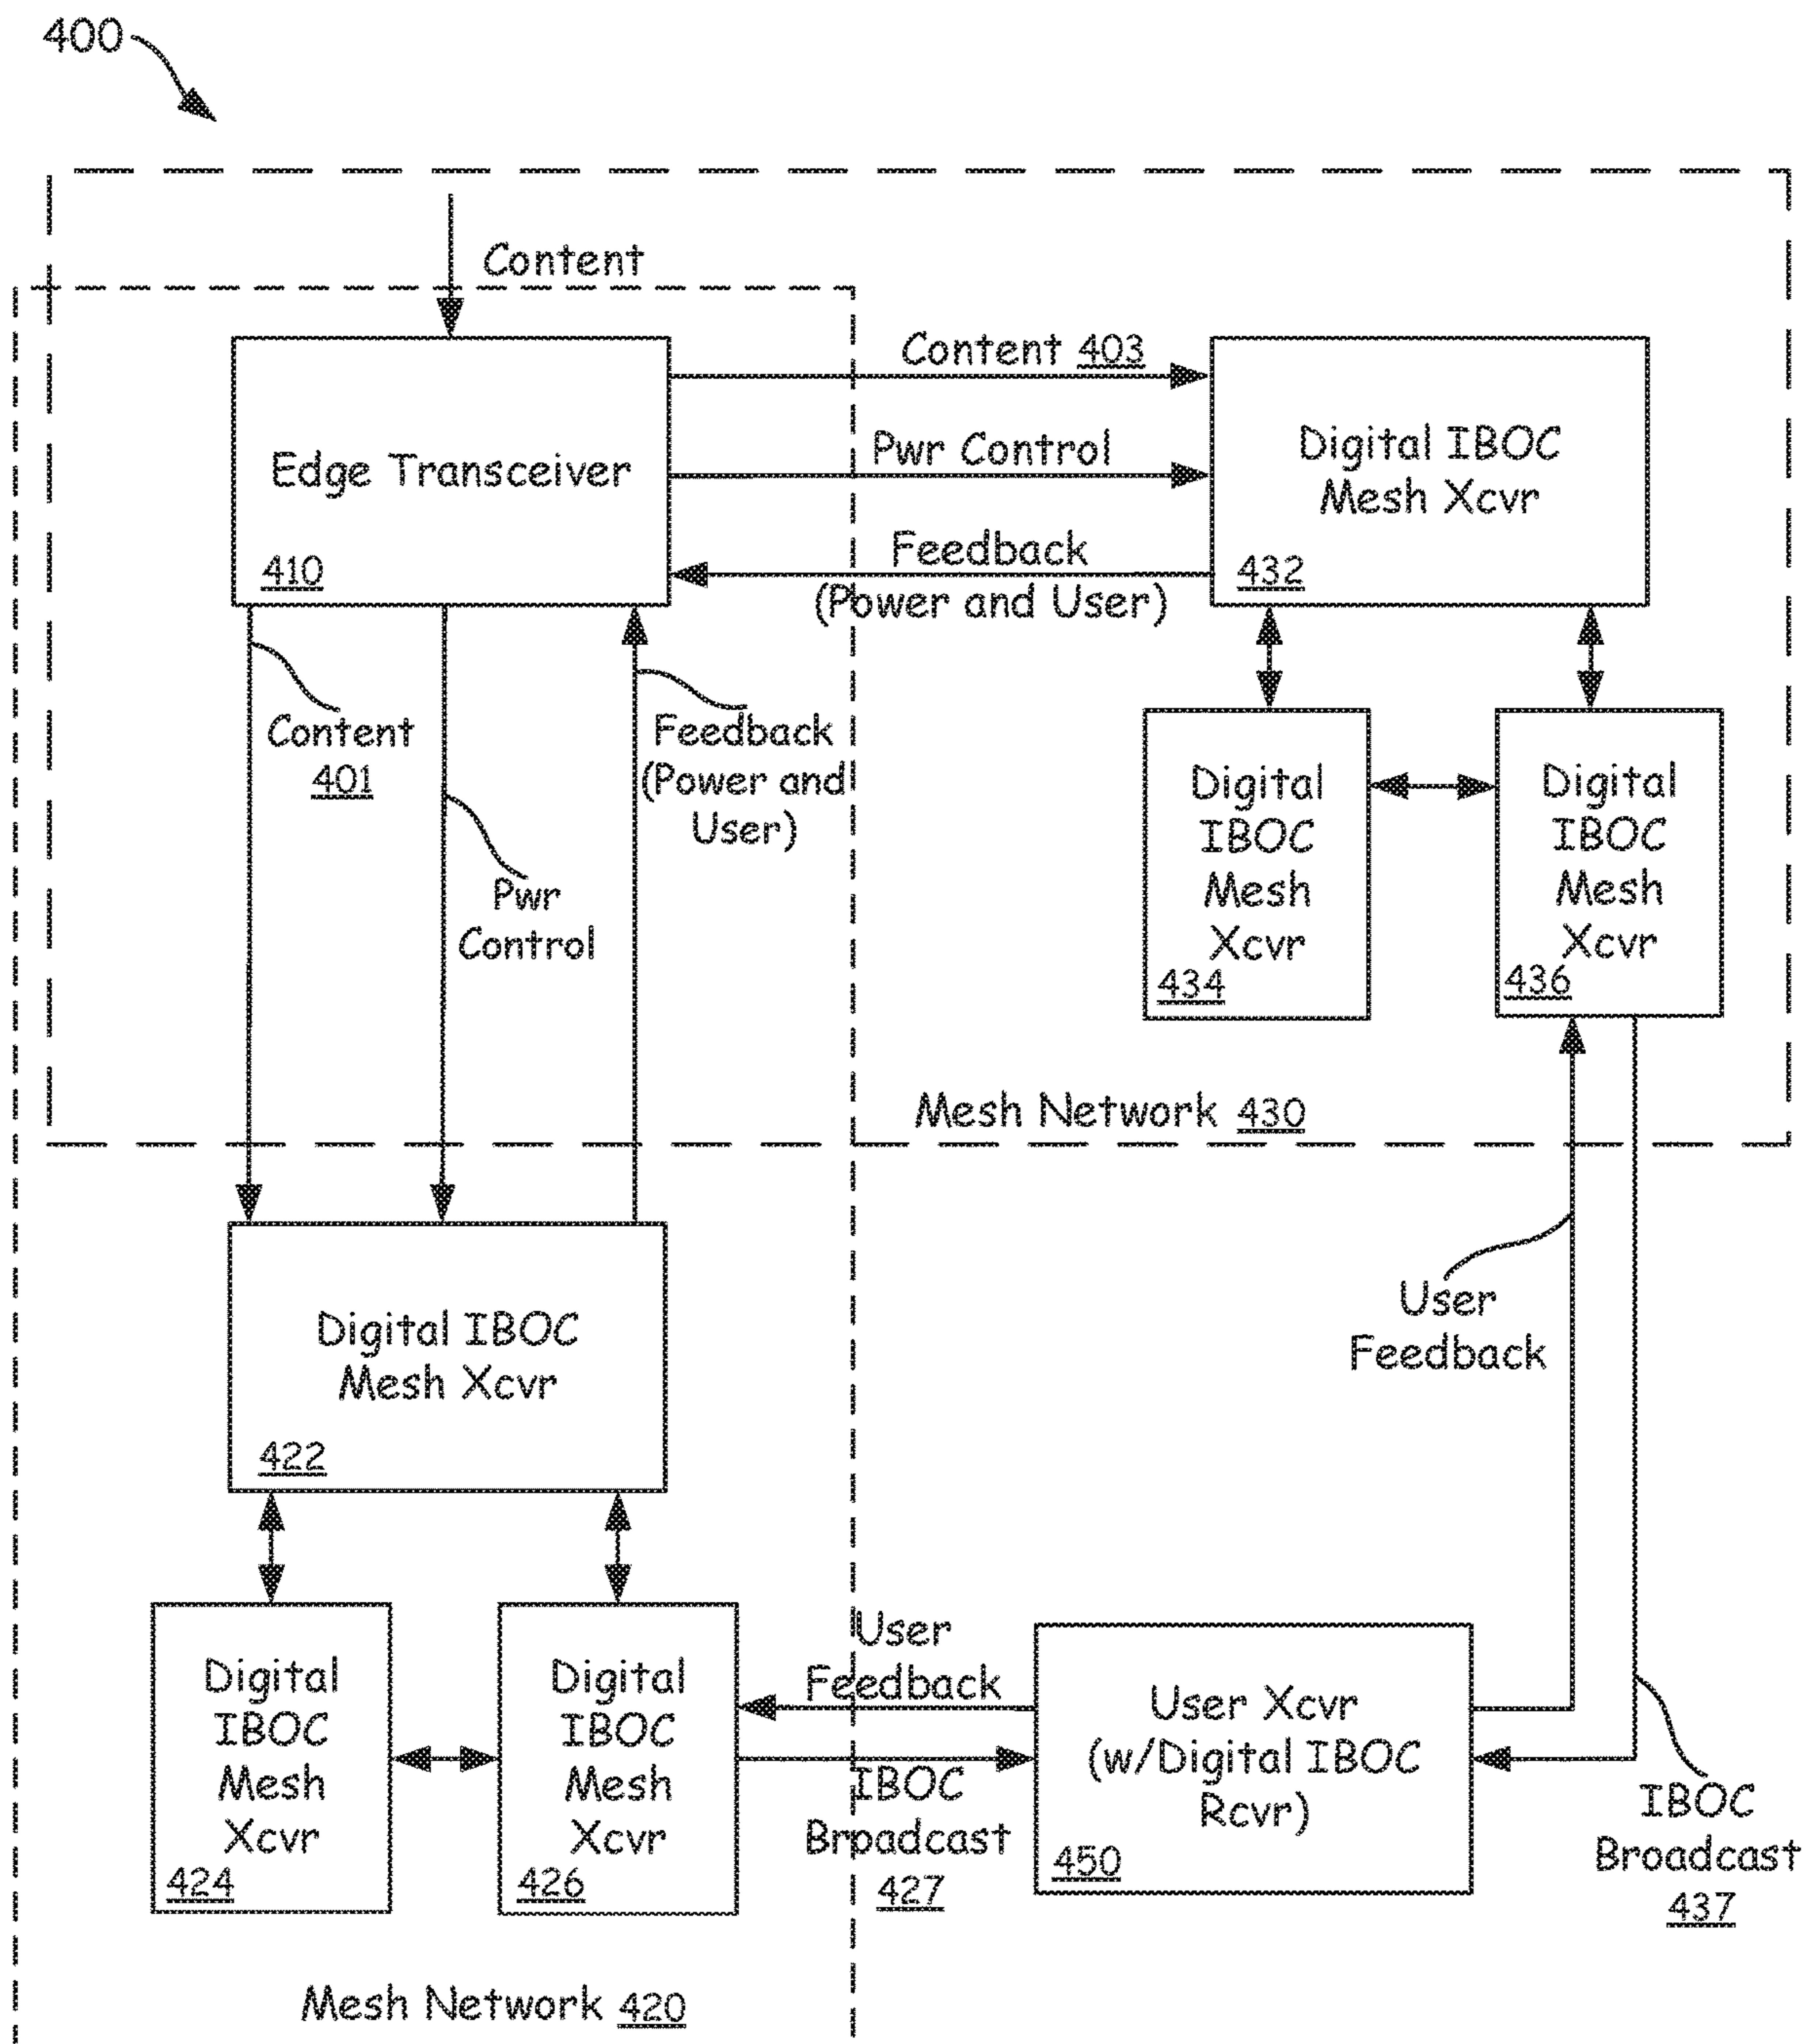 400
Content
Content 403
Pwr Control
Feedback
(Power and User)
Edge Transceiver
410
Digital IBOC
Mesh Xcvr
432
Content
401
Pwr
Control
Feedback
(Power and
User)
Digital
IBOC
Mesh
Xcvr
434
Digital
IBOC
Mesh
Xcvr
436
Mesh Network 430
Digital IBOC
Mesh Xcvr
422
User
Feedback
Digital
IBOC
Mesh
Xcvr
424
Digital
IBOC
Mesh
Xcvr
426
User
Feedback
IBOC
Broadcast
427
User Xcvr
(w/Digital IBOC
Rcvr)
450
IBOC
Broadcast
437
Mesh Network 420